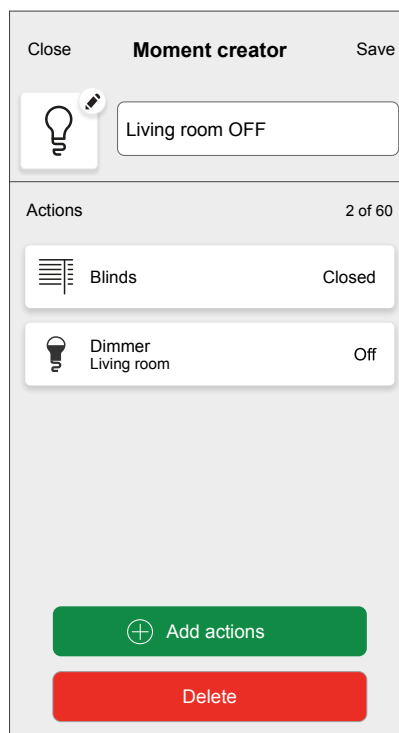 Close Moment creator Save
Living room OFF
Actions 2 of 60
Blinds Closed
Dimmer
Living room Off
Add actions
Delete